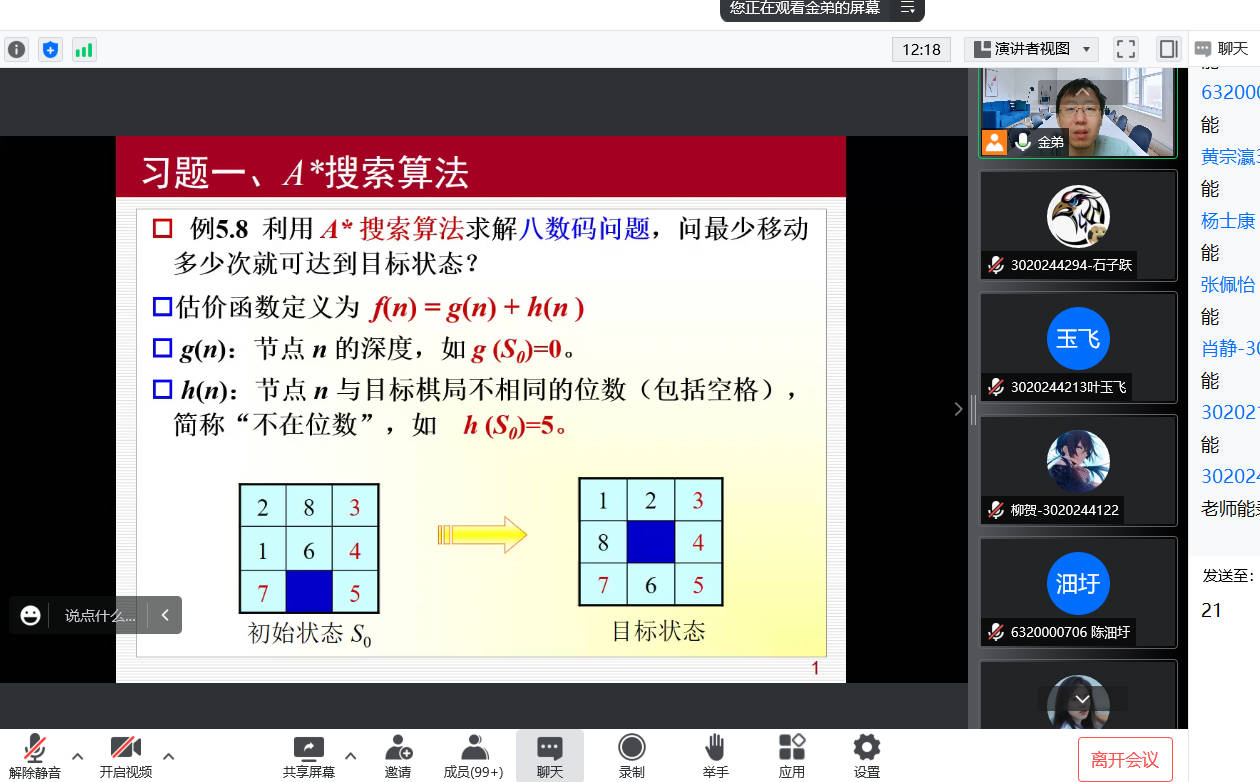 您正在观看金弟的屏幕
12:18
演讲者视图
聊天
习题一、A*搜索算法
例5.8 利用 A* 搜索算法求解八数码问题，问最少移动
多少次就可达到目标状态？
估价函数定义为 f(n) = g(n) + h(n )
g(n)：节点 n 的深度，如 g (S0)=0。
h(n)：节点 n 与目标棋局不相同的位数（包括空格），
简称“不在位数”，如 h (S0)=5。
2 8 3
1 6 4
7 5
初始状态 S0
1 2 3
8 4
7 6 5
目标状态
1
说点什么...
金弟
3020244294-石子跃
玉飞
3020244213叶玉飞
柳贺-3020244122
沺圩
6320000706 陈沺圩
能
黄宗瀛
能
杨士康
能
张佩怡
能
肖静-30
能
能
老师能
发送至:
21
解除静音
开启视频
共享屏幕
邀请
成员(99+)
聊天
录制
举手
应用
设置
离开会议